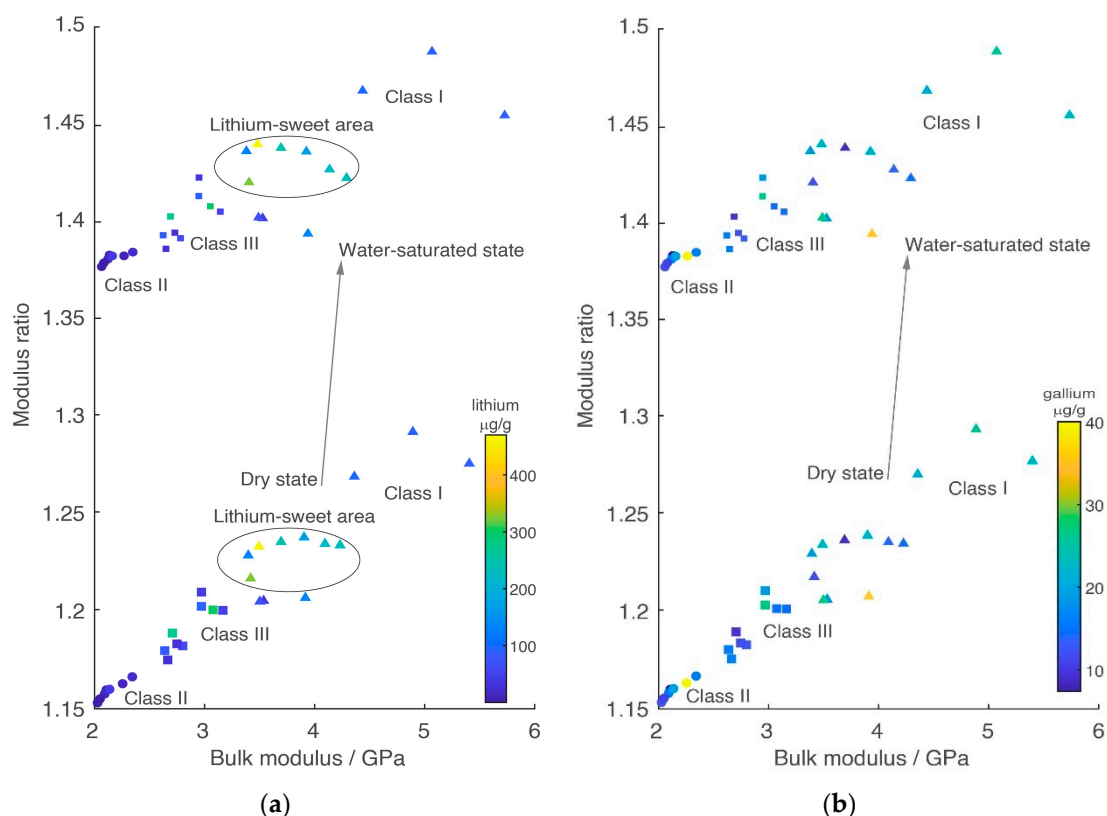 1.5
1.45
1.4
1.35
1.3
1.25
1.2
1.15
Modulus ratio
2
3
4
5
6
Bulk modulus / GPa
Class I
Lithium-sweet area
Class III
Water-saturated state
Class II
lithium
μg/g
400
300
200
100
Dry state
Class I
Lithium-sweet area
Class III
Class II
(a)
1.5
1.45
1.4
1.35
1.3
1.25
1.2
1.15
Modulus ratio
2
3
4
5
6
Bulk modulus / GPa
Class I
Class III
Water-saturated state
Class II
gallium
μg/g
40
30
20
10
Dry state
Class I
Class III
Class II
(b)